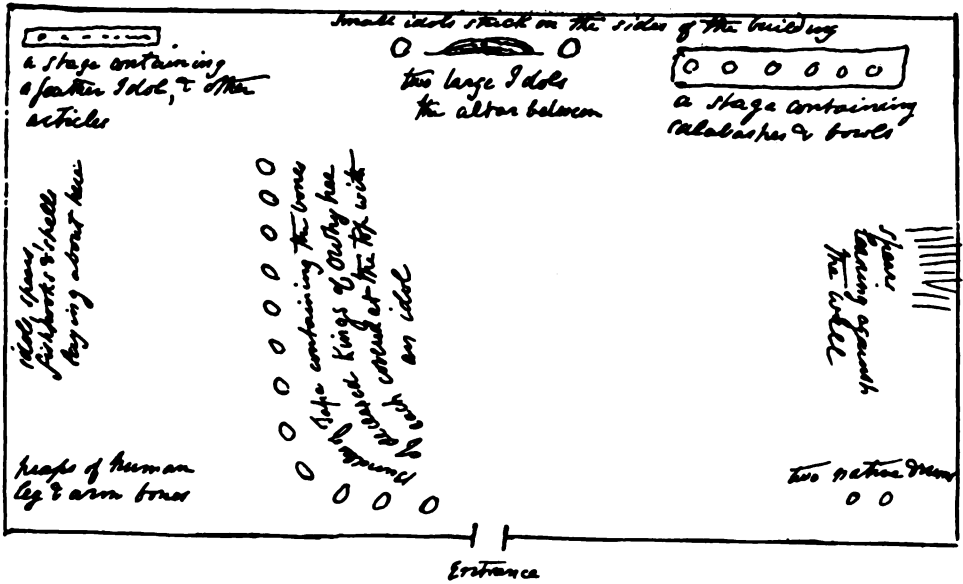 Small idols stuck on the sides of the building
a stage containing
a feather Idol, & other
articles
two large Idols
the altar between
a stage containing
calabashes & bowls
idols, spears,
fishhooks & shells
laying about here
Tapa containing the bones
of deceased Kings of Owhyhee
each covered at the top with
an idol
spears
leaning against
the wall
heaps of human
leg & arm bones
two native drums
Entrance